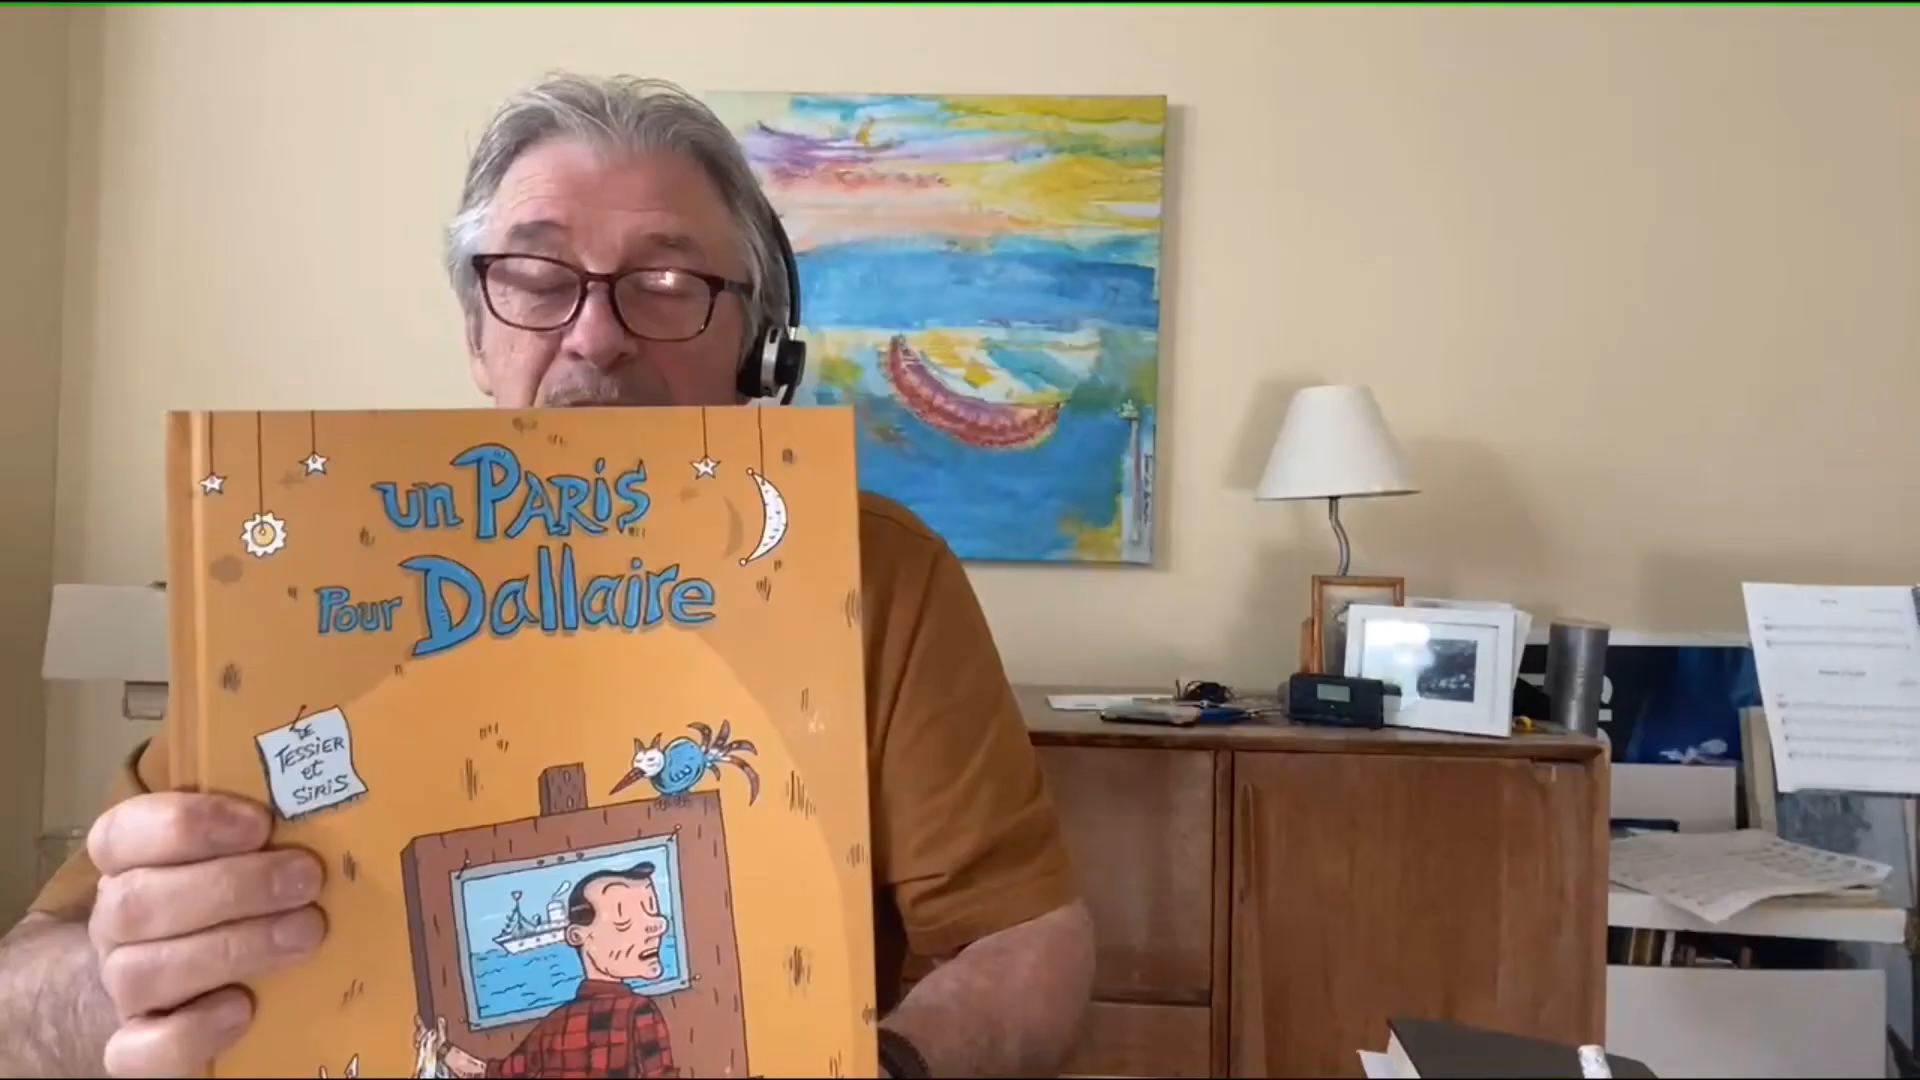 un PARIS
Pour Dallaire
DE
TESSIER
et
SIRIS